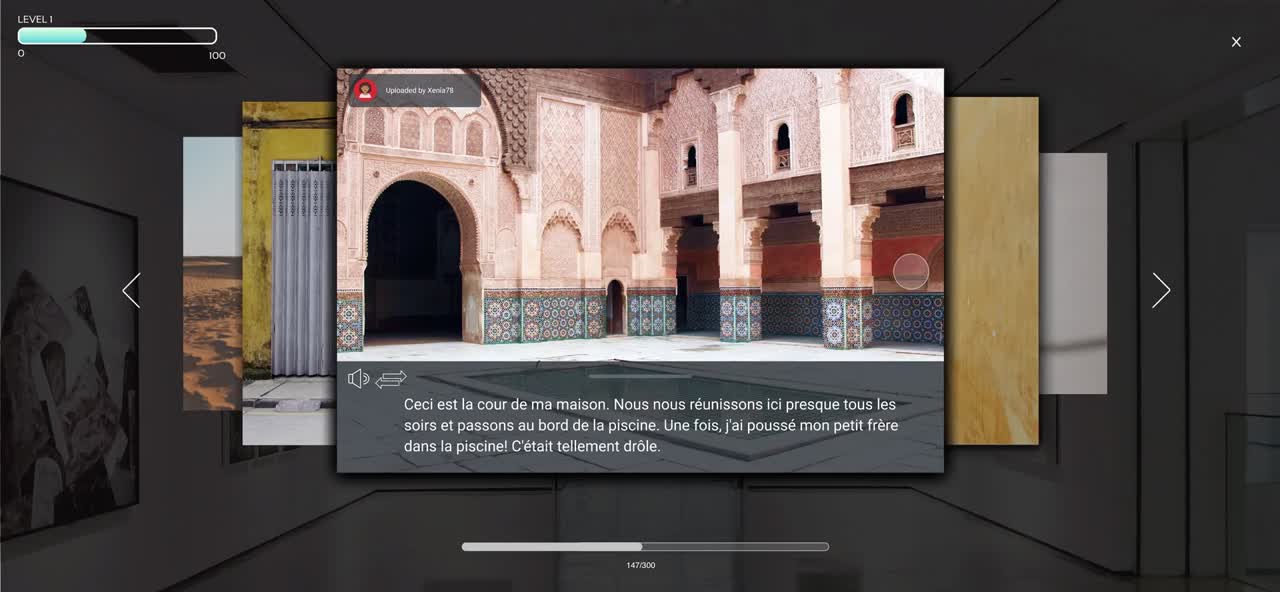 LEVEL 1
0
100
X
Uploaded by Xenia78
Ceci est la cour de ma maison. Nous nous réunissons ici presque tous les
soirs et passons au bord de la piscine. Une fois, j'ai poussé mon petit frère
dans la piscine! C'était tellement drôle.
147/300